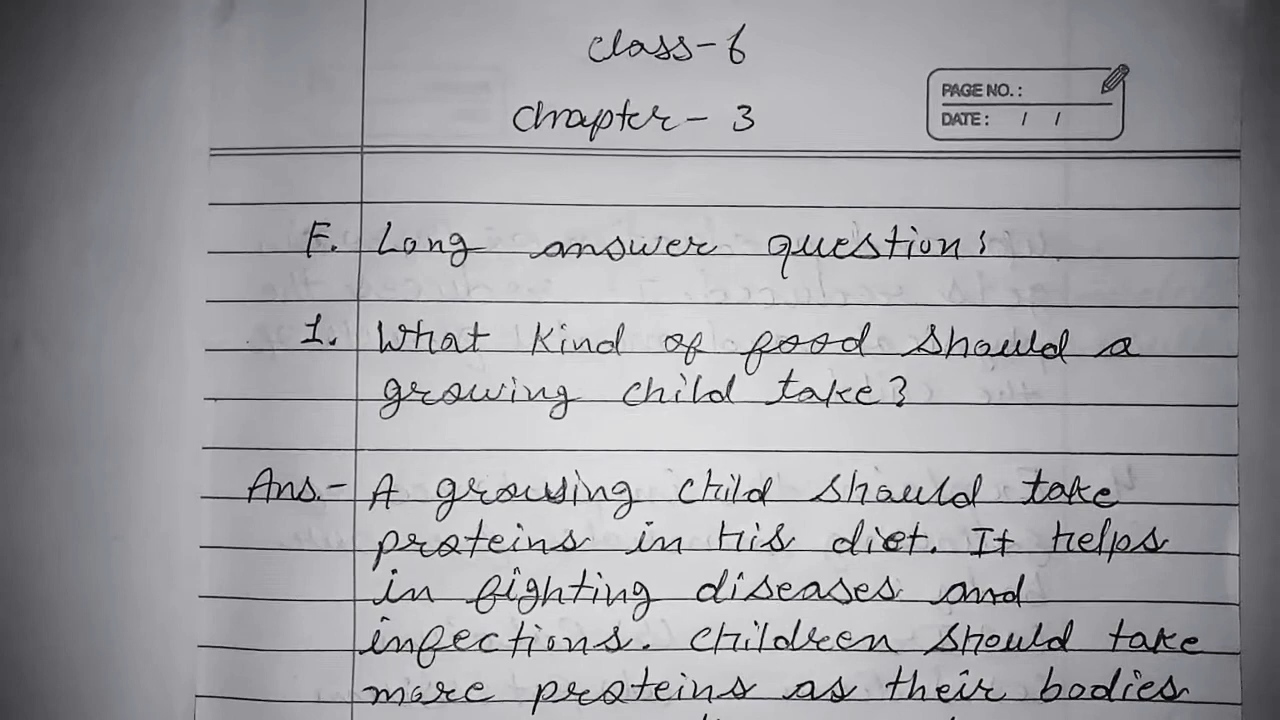 Class-6
Chapter - 3
PAGE NO.:
DATE: / /
F. Long answer question:
1. What kind of food should a
growing child take?
Ans.- A growing child should take
proteins in his diet. It helps
in fighting diseases and
infections. Children should take
more proteins as their bodies